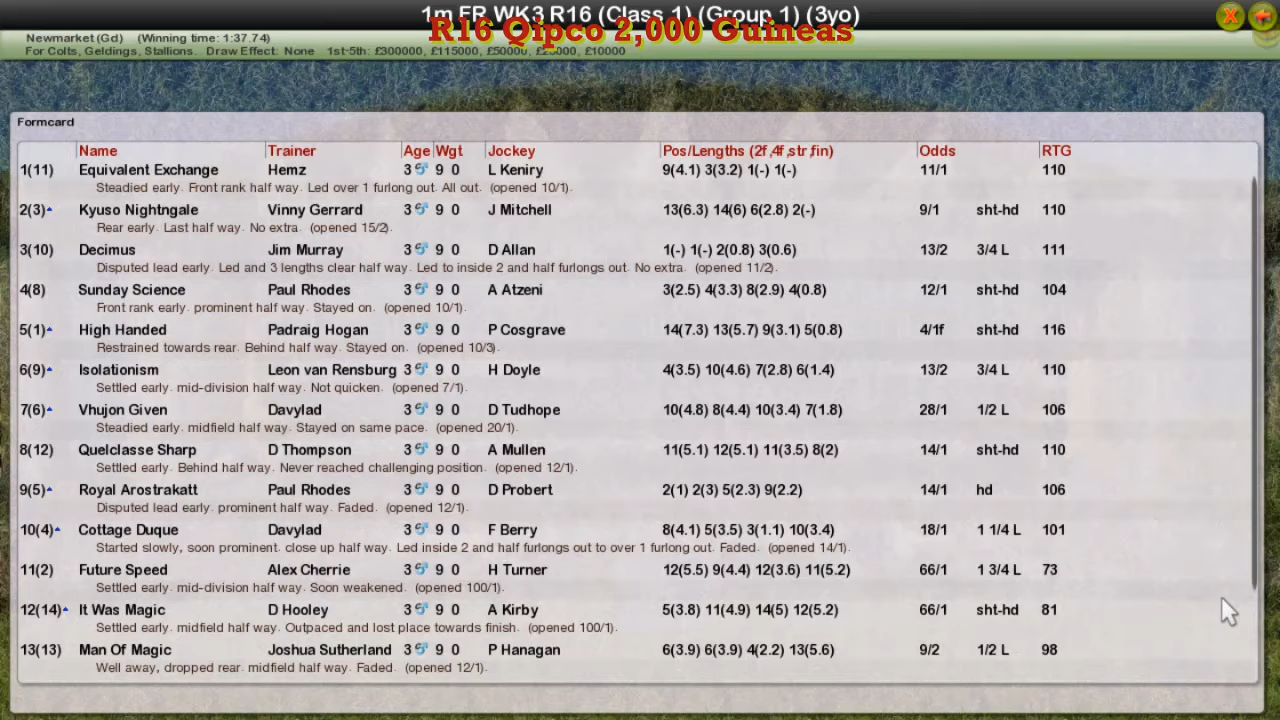 1m FR WK3 R16 (Class 1) (Group 1) (3yo)
R16 Qipco 2,000 Guineas
Newmarket (Gd) (Winning time: 1:37.74)
For Colts, Geldings, Stallions. Draw Effect: None 1st-5th: £300000, £115000, £50000, £25000, £10000
Formcard
Name Trainer Age Wgt Jockey Pos/Lengths (2f,4f,str,fin) Odds RTG
1(11) Equivalent Exchange Hemz 3 9 0 L Keniry 9(4.1) 3(3.2) 1(-) 1(-) 11/1 110
Steadied early. Front rank half way. Led over 1 furlong out. All out. (opened 10/1).
2(3) Kyuso Nightngale Vinny Gerrard 3 9 0 J Mitchell 13(6.3) 14(6) 6(2.8) 2(-) 9/1 sht-hd 110
Rear early. Last half way. No extra. (opened 15/2).
3(10) Decimus Jim Murray 3 9 0 D Allan 1(-) 1(-) 2(0.8) 3(0.6) 13/2 3/4 L 111
Disputed lead early. Led and 3 lengths clear half way. Led to inside 2 and half furlongs out. No extra. (opened 11/2).
4(8) Sunday Science Paul Rhodes 3 9 0 A Atzeni 3(2.5) 4(3.3) 8(2.9) 4(0.8) 12/1 sht-hd 104
Front rank early. prominent half way. Stayed on. (opened 10/1).
5(1) High Handed Padraig Hogan 3 9 0 P Cosgrave 14(7.3) 13(5.7) 9(3.1) 5(0.8) 4/1f sht-hd 116
Restrained towards rear. Behind half way. Stayed on. (opened 10/3).
6(9) Isolationism Leon van Rensburg 3 9 0 H Doyle 4(3.5) 10(4.6) 7(2.8) 6(1.4) 13/2 3/4 L 110
Settled early. mid-division half way. Not quicken. (opened 7/1).
7(6) Vhujon Given Davylad 3 9 0 D Tudhope 10(4.8) 8(4.4) 10(3.4) 7(1.8) 28/1 1/2 L 106
Steadied early. midfield half way. Stayed on same pace. (opened 20/1).
8(12) Quelclasse Sharp D Thompson 3 9 0 A Mullen 11(5.1) 12(5.1) 11(3.5) 8(2) 14/1 sht-hd 110
Settled early. Behind half way. Never reached challenging position. (opened 12/1).
9(5) Royal Arostrakatt Paul Rhodes 3 9 0 D Probert 2(1) 2(3) 5(2.3) 9(2.2) 14/1 hd 106
Disputed lead early. prominent half way. Faded. (opened 12/1).
10(4) Cottage Duque Davylad 3 9 0 F Berry 8(4.1) 5(3.5) 3(1.1) 10(3.4) 18/1 1 1/4 L 101
Started slowly, soon prominent. close up half way. Led inside 2 and half furlongs out to over 1 furlong out. Faded. (opened 14/1).
11(2) Future Speed Alex Cherrie 3 9 0 H Turner 12(5.5) 9(4.4) 12(3.6) 11(5.2) 66/1 1 3/4 L 73
Settled early. mid-division half way. Soon weakened. (opened 100/1).
12(14) It Was Magic D Hooley 3 9 0 A Kirby 5(3.8) 11(4.9) 14(5) 12(5.2) 66/1 sht-hd 81
Settled early. midfield half way. Outpaced and lost place towards finish. (opened 100/1).
13(13) Man Of Magic Joshua Sutherland 3 9 0 P Hanagan 6(3.9) 6(3.9) 4(2.2) 13(5.6) 9/2 1/2 L 98
Well away, dropped rear. midfield half way. Faded. (opened 12/1).